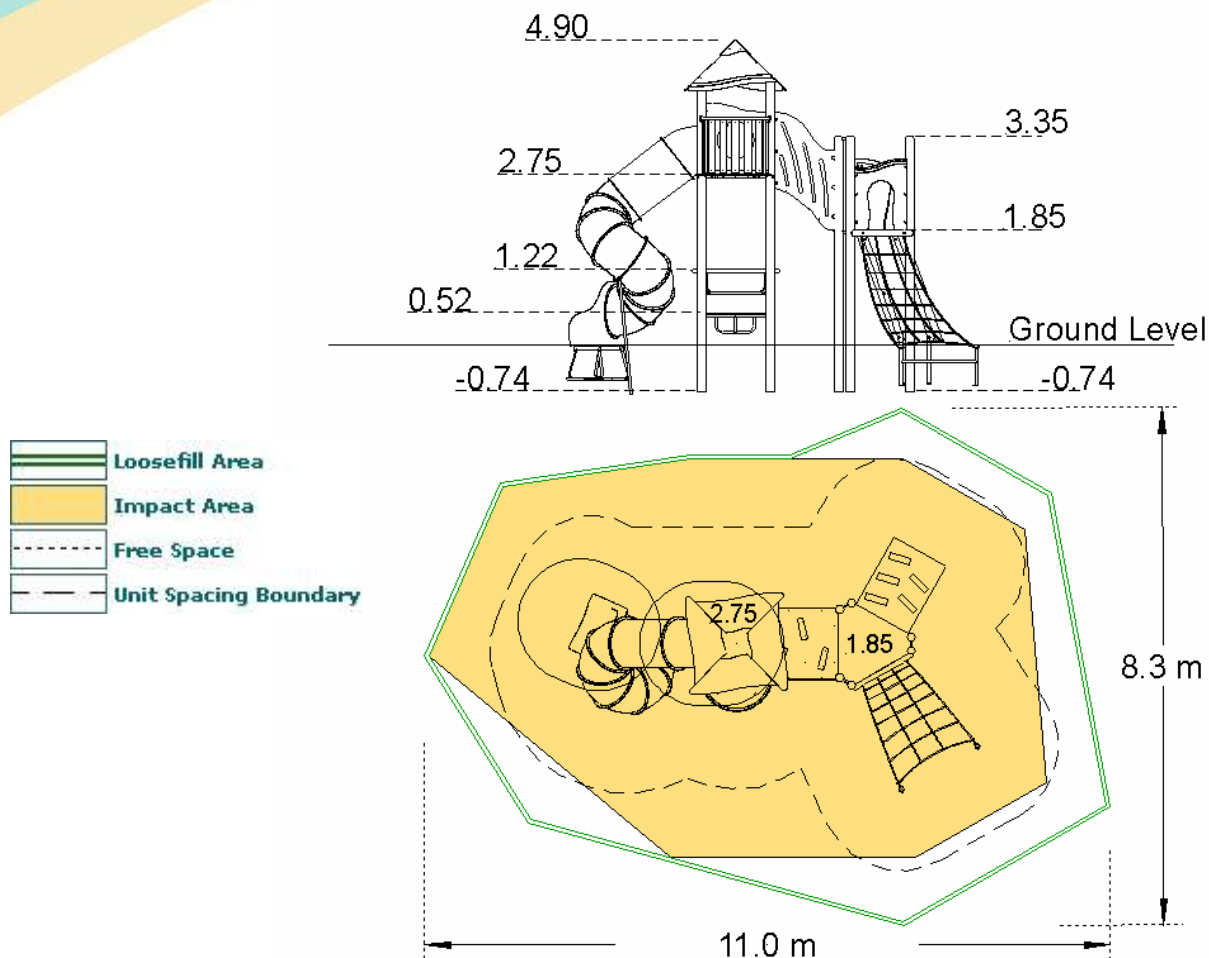 4.90
3.35
2.75
1.85
1.22
0.52
Ground Level
-0.74
-0.74
Loosefill Area
Impact Area
Free Space
Unit Spacing Boundary
2.75
1.85
8.3 m
11.0 m